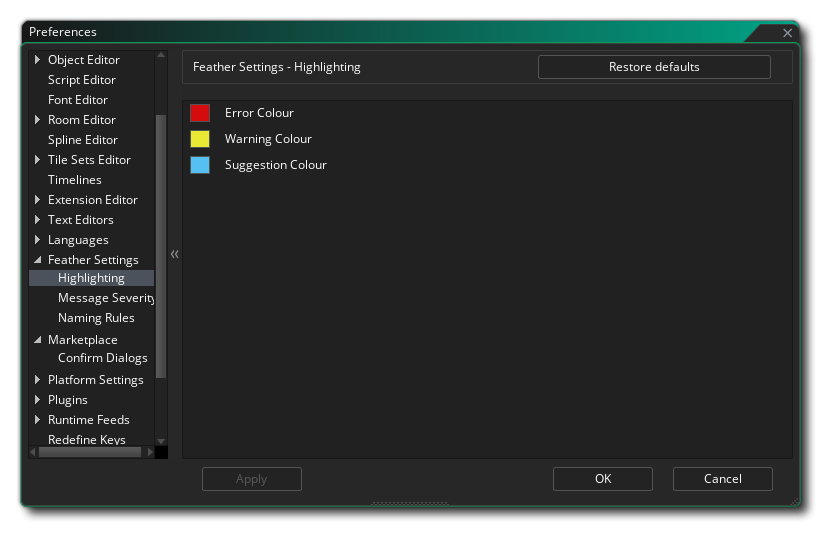 Preferences
Object Editor
Script Editor
Font Editor
Room Editor
Spline Editor
Tile Sets Editor
Timelines
Extension Editor
Text Editors
Languages
Feather Settings
Highlighting
Message Severity
Naming Rules
Marketplace
Confirm Dialogs
Platform Settings
Plugins
Runtime Feeds
Redefine Keys
Feather Settings - Highlighting
Restore defaults
Error Colour
Warning Colour
Suggestion Colour
Apply
OK
Cancel